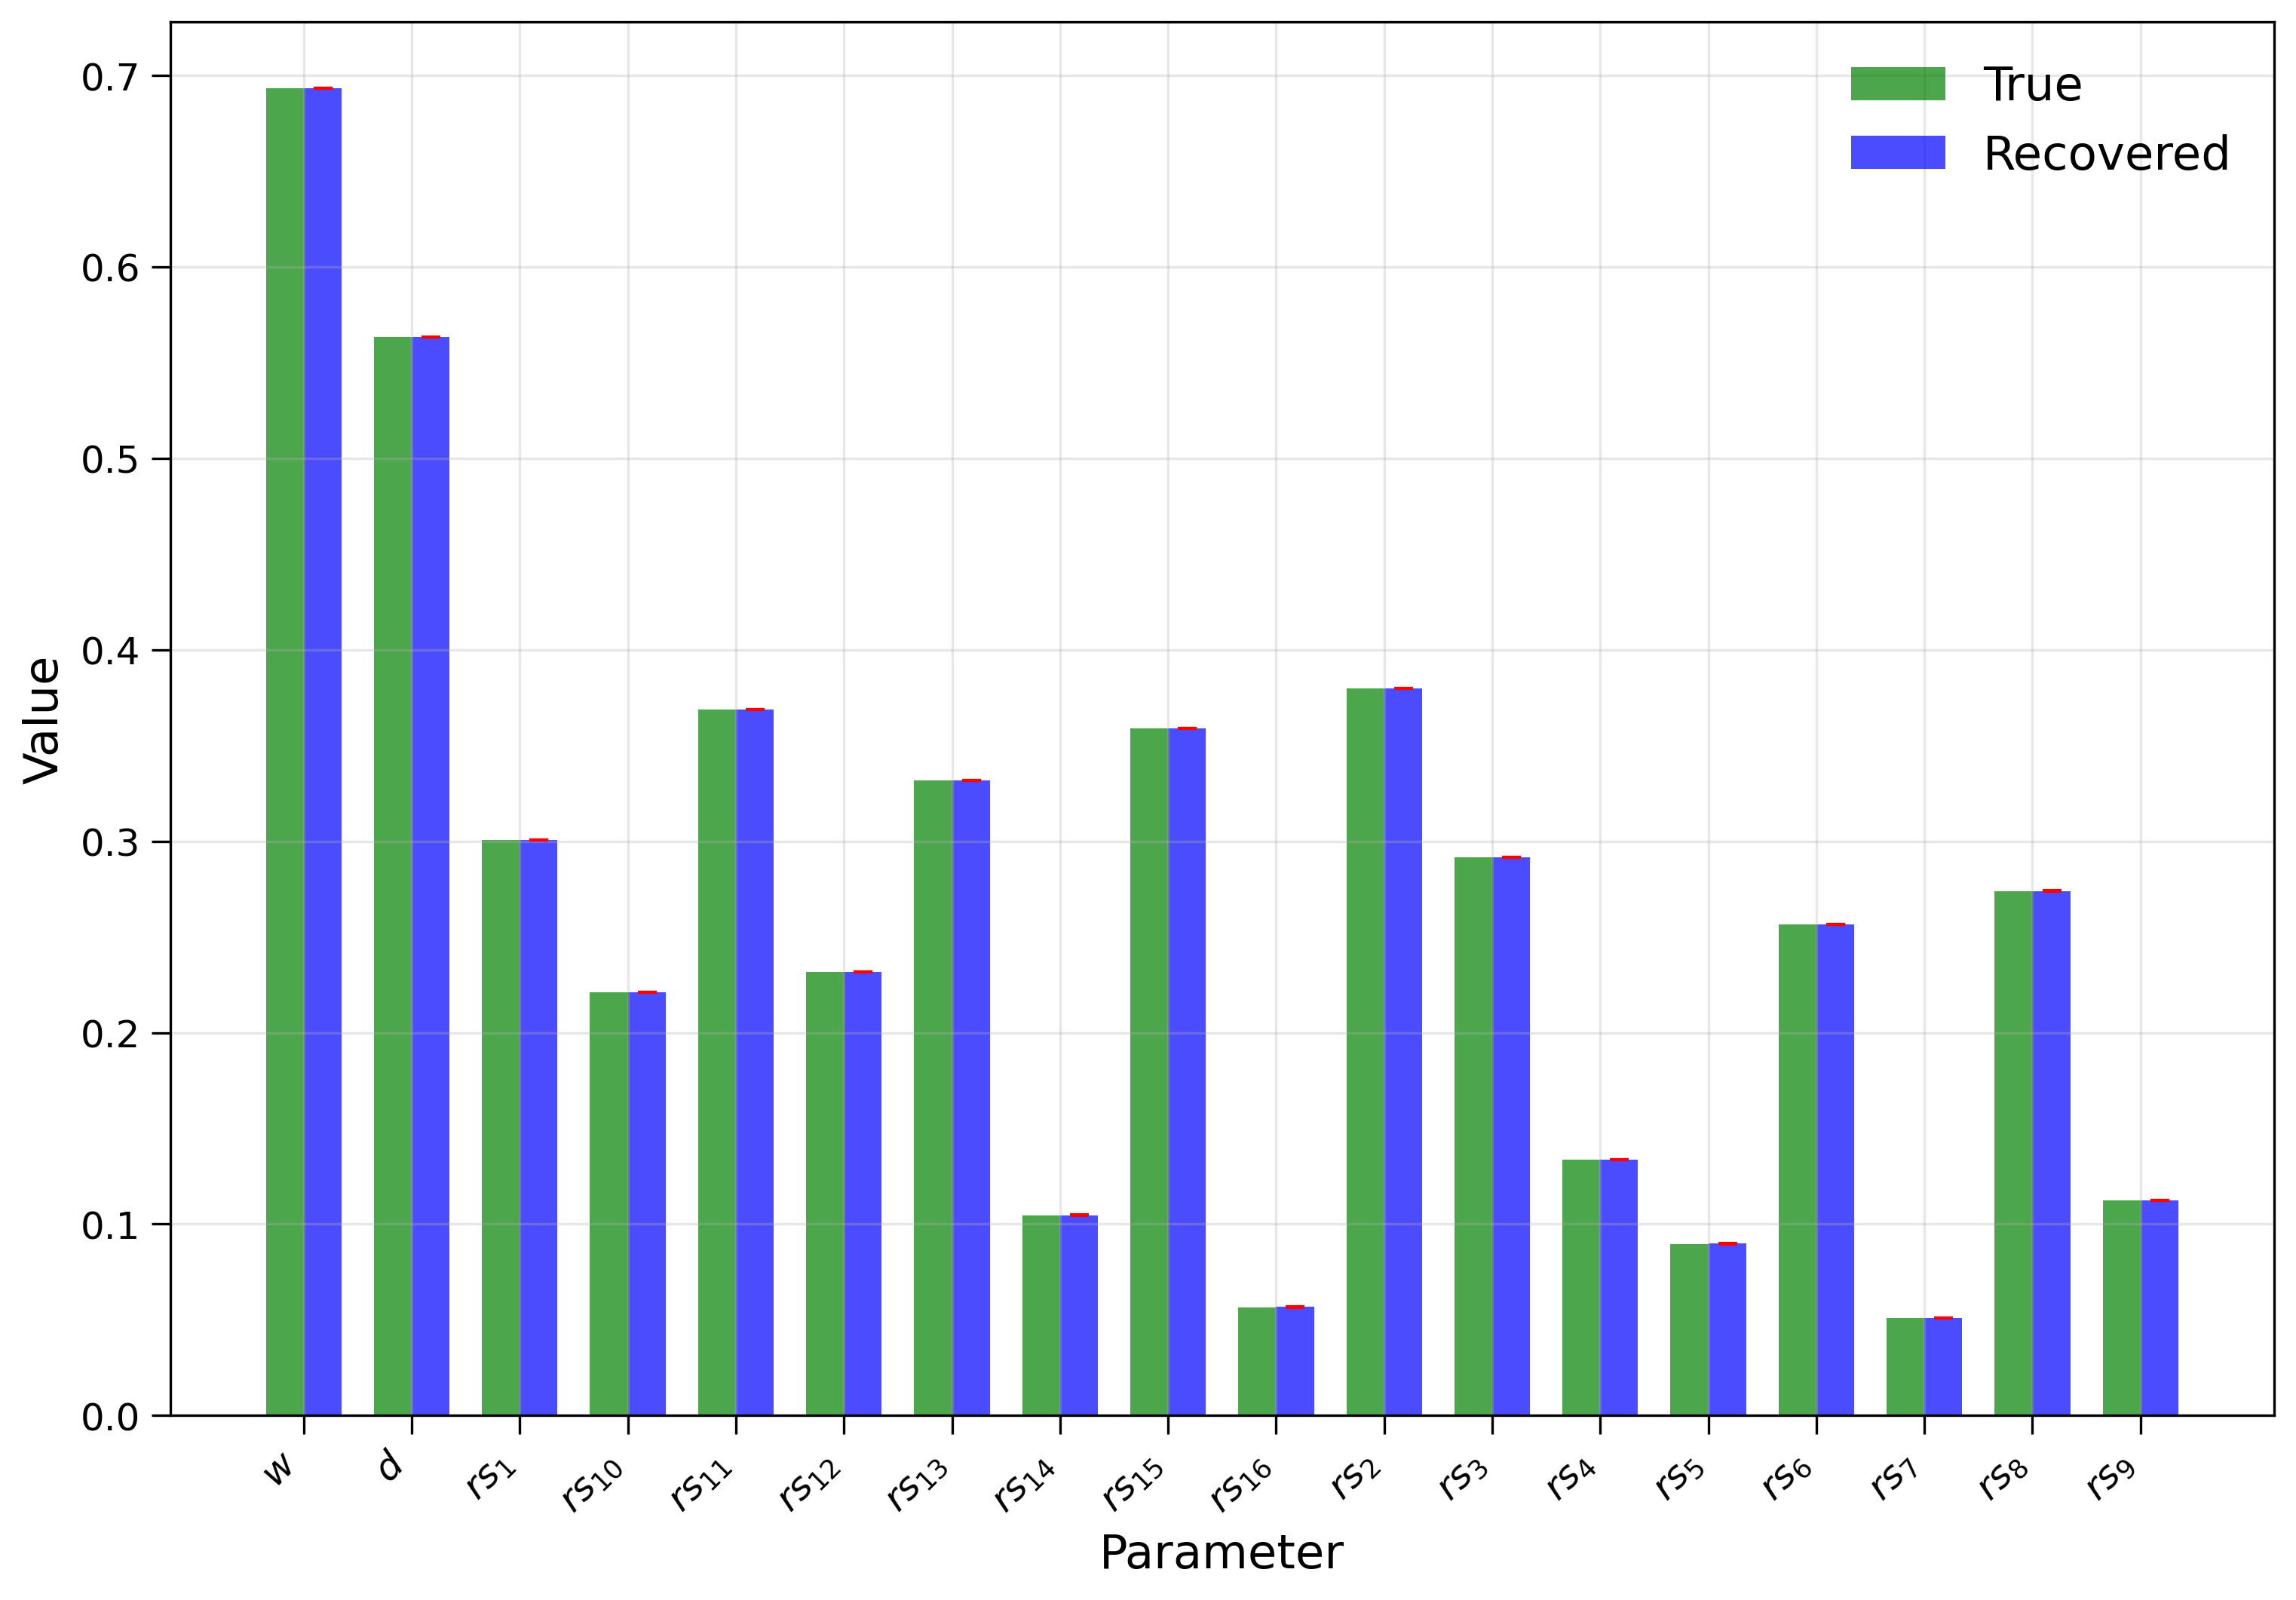 True
Recovered
0.7
0.6
0.5
0.4
0.3
0.2
0.1
0.0
Value
w
d
rs₁
rs₁₀
rs₁₁
rs₁₂
rs₁₃
rs₁₄
rs₁₅
rs₁₆
rs₂
rs₃
rs₄
rs₅
rs₆
rs₇
rs₈
rs₉
Parameter